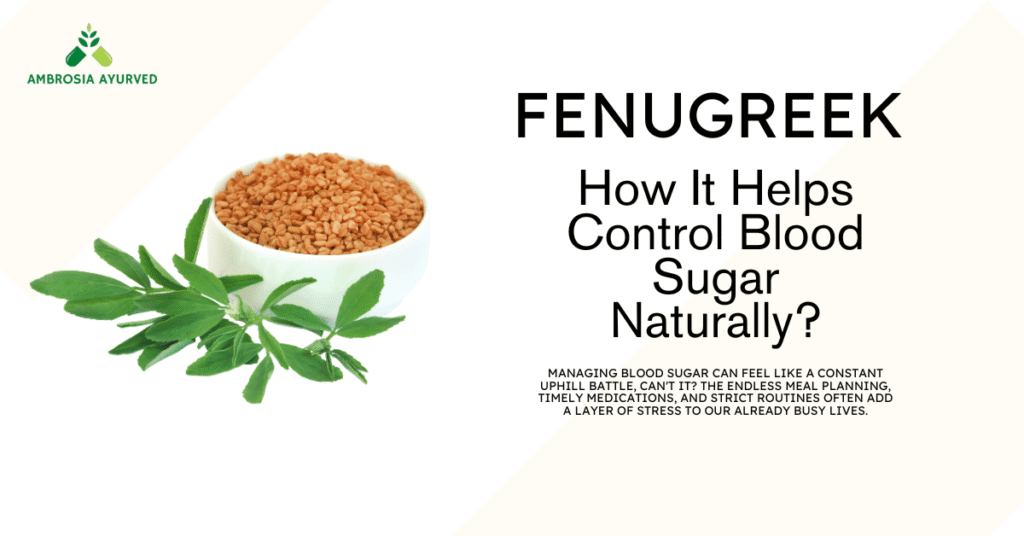 AMBROSIA AYURVED
FENUGREEK
How It Helps
Control Blood
Sugar
Naturally?
MANAGING BLOOD SUGAR CAN FEEL LIKE A CONSTANT
UPHILL BATTLE, CAN'T IT? THE ENDLESS MEAL PLANNING,
TIMELY MEDICATIONS, AND STRICT ROUTINES OFTEN ADD
A LAYER OF STRESS TO OUR ALREADY BUSY LIVES.